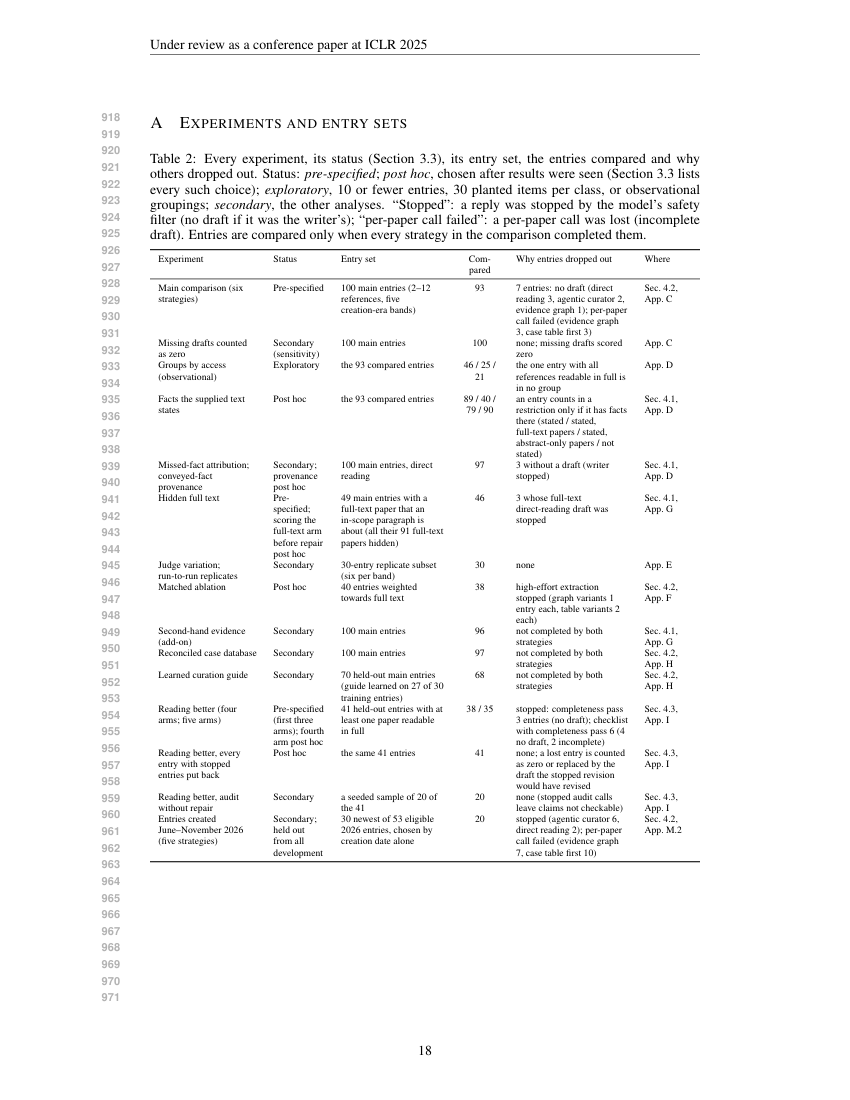 Under review as a conference paper at ICLR 2025
918
919
920
921
922
923
924
925
926
927
928
929
930
931
932
933
934
935
936
937
938
939
940
941
942
943
944
945
946
947
948
949
950
951
952
953
954
955
956
957
958
959
960
961
962
963
964
965
966
967
968
969
970
971
A EXPERIMENTS AND ENTRY SETS
Table 2: Every experiment, its status (Section 3.3), its entry set, the entries compared and why
others dropped out. Status: pre-specified; post hoc, chosen after results were seen (Section 3.3 lists
every such choice); exploratory, 10 or fewer entries, 30 planted items per class, or observational
groupings; secondary, the other analyses. “Stopped”: a reply was stopped by the model’s safety
filter (no draft if it was the writer’s); “per-paper call failed”: a per-paper call was lost (incomplete
draft). Entries are compared only when every strategy in the comparison completed them.
Experiment Status Entry set Com- Why entries dropped out Where
pared
Main comparison (six Pre-specified 100 main entries (2–12 93 7 entries: no draft (direct Sec. 4.2,
strategies) references, five reading 3, agentic curator 2, App. C
creation-era bands) evidence graph 1); per-paper
call failed (evidence graph
3, case table first 3)
Missing drafts counted Secondary 100 main entries 100 none; missing drafts scored App. C
as zero (sensitivity) zero
Groups by access Exploratory the 93 compared entries 46 / 25 / the one entry with all App. D
(observational) 21 references readable in full is
in no group
Facts the supplied text Post hoc the 93 compared entries 89 / 40 / an entry counts in a Sec. 4.1,
states 79 / 90 restriction only if it has facts App. D
there (stated / stated,
full-text papers / stated,
abstract-only papers / not
stated)
Missed-fact attribution; Secondary; 100 main entries, direct 97 3 without a draft (writer Sec. 4.1,
conveyed-fact provenance reading stopped) App. D
provenance post hoc
Hidden full text Pre- 49 main entries with a 46 3 whose full-text Sec. 4.1,
specified; full-text paper that an direct-reading draft was App. G
scoring the in-scope paragraph is stopped
full-text arm about (all their 91 full-text
before repair papers hidden)
post hoc
Judge variation; Secondary 30-entry replicate subset 30 none App. E
run-to-run replicates (six per band)
Matched ablation Post hoc 40 entries weighted 38 high-effort extraction Sec. 4.2,
towards full text stopped (graph variants 1 App. F
entry each, table variants 2
each)
Second-hand evidence Secondary 100 main entries 96 not completed by both Sec. 4.1,
(add-on) strategies App. G
Reconciled case database Secondary 100 main entries 97 not completed by both Sec. 4.2,
strategies App. H
Learned curation guide Secondary 70 held-out main entries 68 not completed by both Sec. 4.2,
(guide learned on 27 of 30 strategies App. H
training entries)
Reading better (four Pre-specified 41 held-out entries with at 38 / 35 stopped: completeness pass Sec. 4.3,
arms; five arms) (first three least one paper readable 3 entries (no draft); checklist App. I
arms); fourth in full with completeness pass 6 (4
arm post hoc no draft, 2 incomplete)
Reading better, every Post hoc the same 41 entries 41 none; a lost entry is counted Sec. 4.3,
entry with stopped as zero or replaced by the App. I
entries put back draft the stopped revision
would have revised
Reading better, audit Secondary a seeded sample of 20 of 20 none (stopped audit calls Sec. 4.3,
without repair the 41 leave claims not checkable) App. I
Entries created Secondary; 30 newest of 53 eligible 20 stopped (agentic curator 6, Sec. 4.2,
June–November 2026 held out 2026 entries, chosen by direct reading 2); per-paper App. M.2
(five strategies) from all creation date alone call failed (evidence graph
development 7, case table first 10)
18